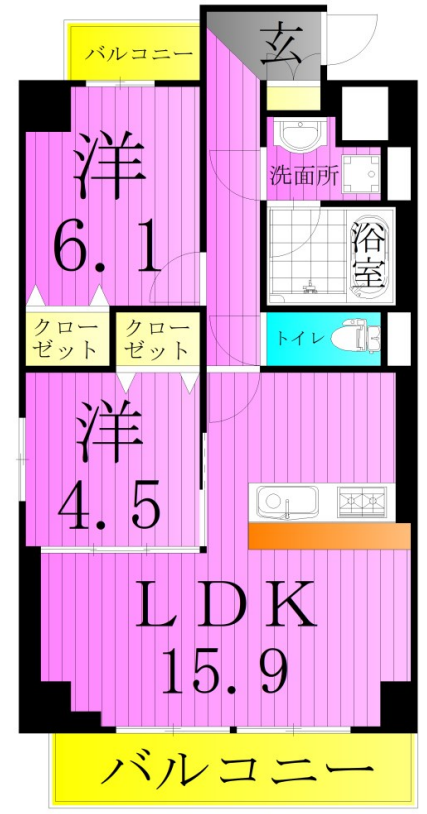 バルコニー
玄
洋
6.1
洗面所
浴
室
クロー
ゼット
クロー
ゼット
トイレ
洋
4.5
LDK
15.9
バルコニー